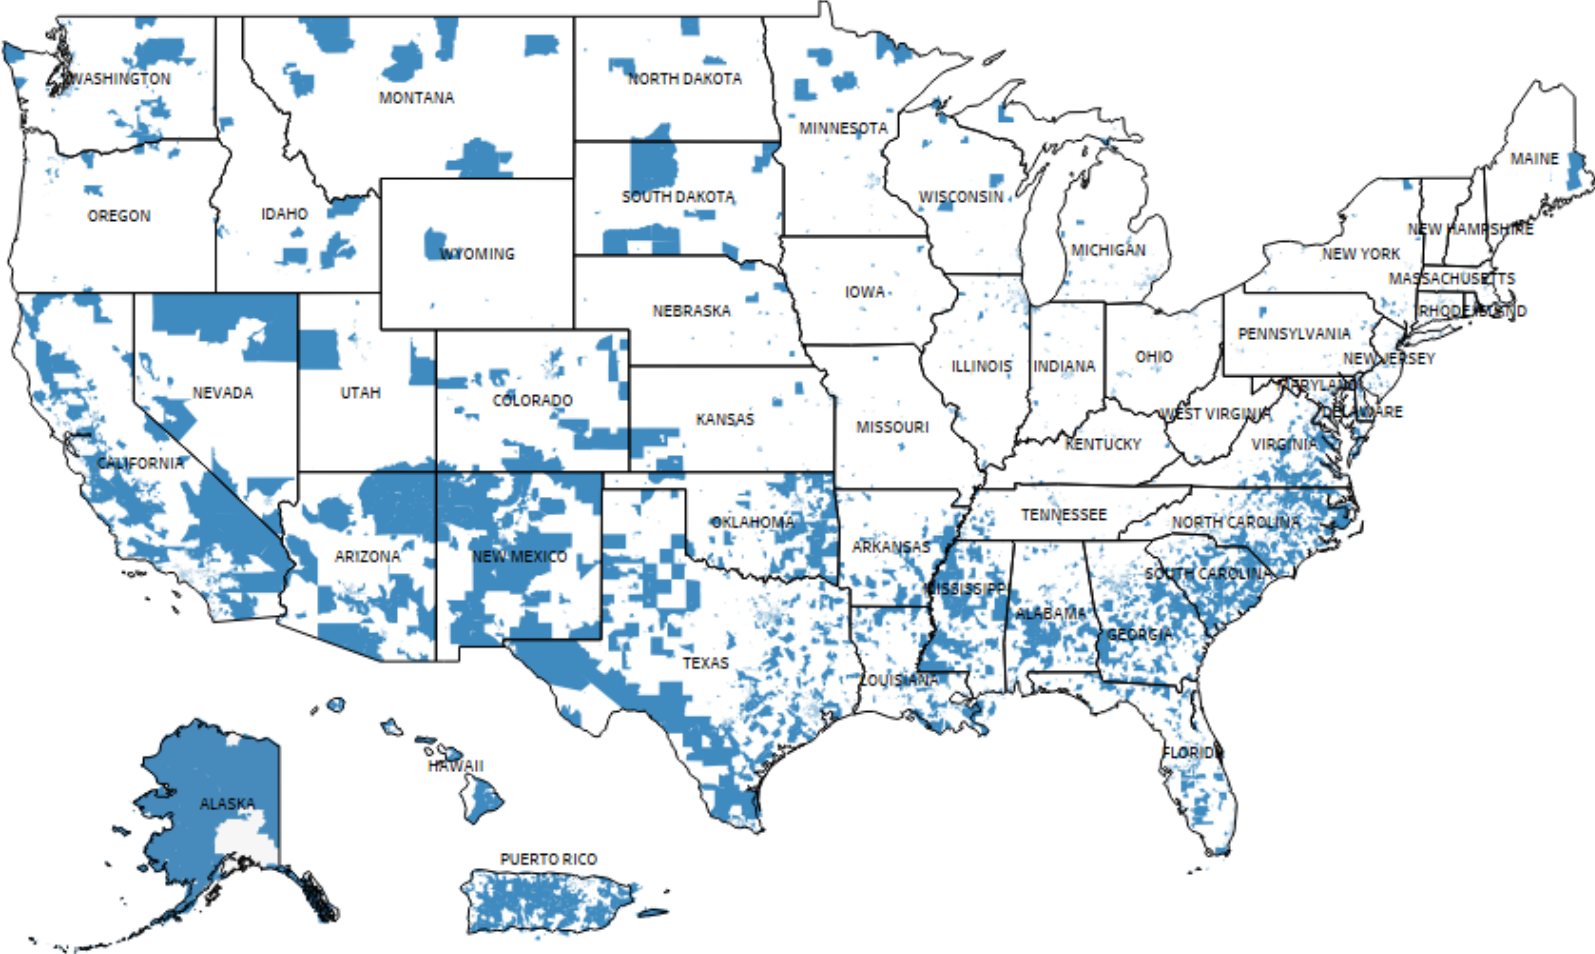 WASHINGTON
MONTANA
NORTH DAKOTA
MINNESOTA
MAINE
OREGON
IDAHO
SOUTH DAKOTA
WISCONSIN
MICHIGAN
NEW HAMPSHIRE
WYOMING
NEW YORK
MASSACHUSETTS
IOWA
NEBRASKA
RHODE ISLAND
PENNSYLVANIA
NEW JERSEY
ILLINOIS
INDIANA
OHIO
MARYLAND
NEVADA
UTAH
COLORADO
KANSAS
MISSOURI
WEST VIRGINIA
DELAWARE
KENTUCKY
VIRGINIA
CALIFORNIA
TENNESSEE
NORTH CAROLINA
OKLAHOMA
ARKANSAS
ARIZONA
NEW MEXICO
SOUTH CAROLINA
MISSISSIPPI
ALABAMA
GEORGIA
TEXAS
LOUISIANA
FLORIDA
HAWAII
ALASKA
PUERTO RICO